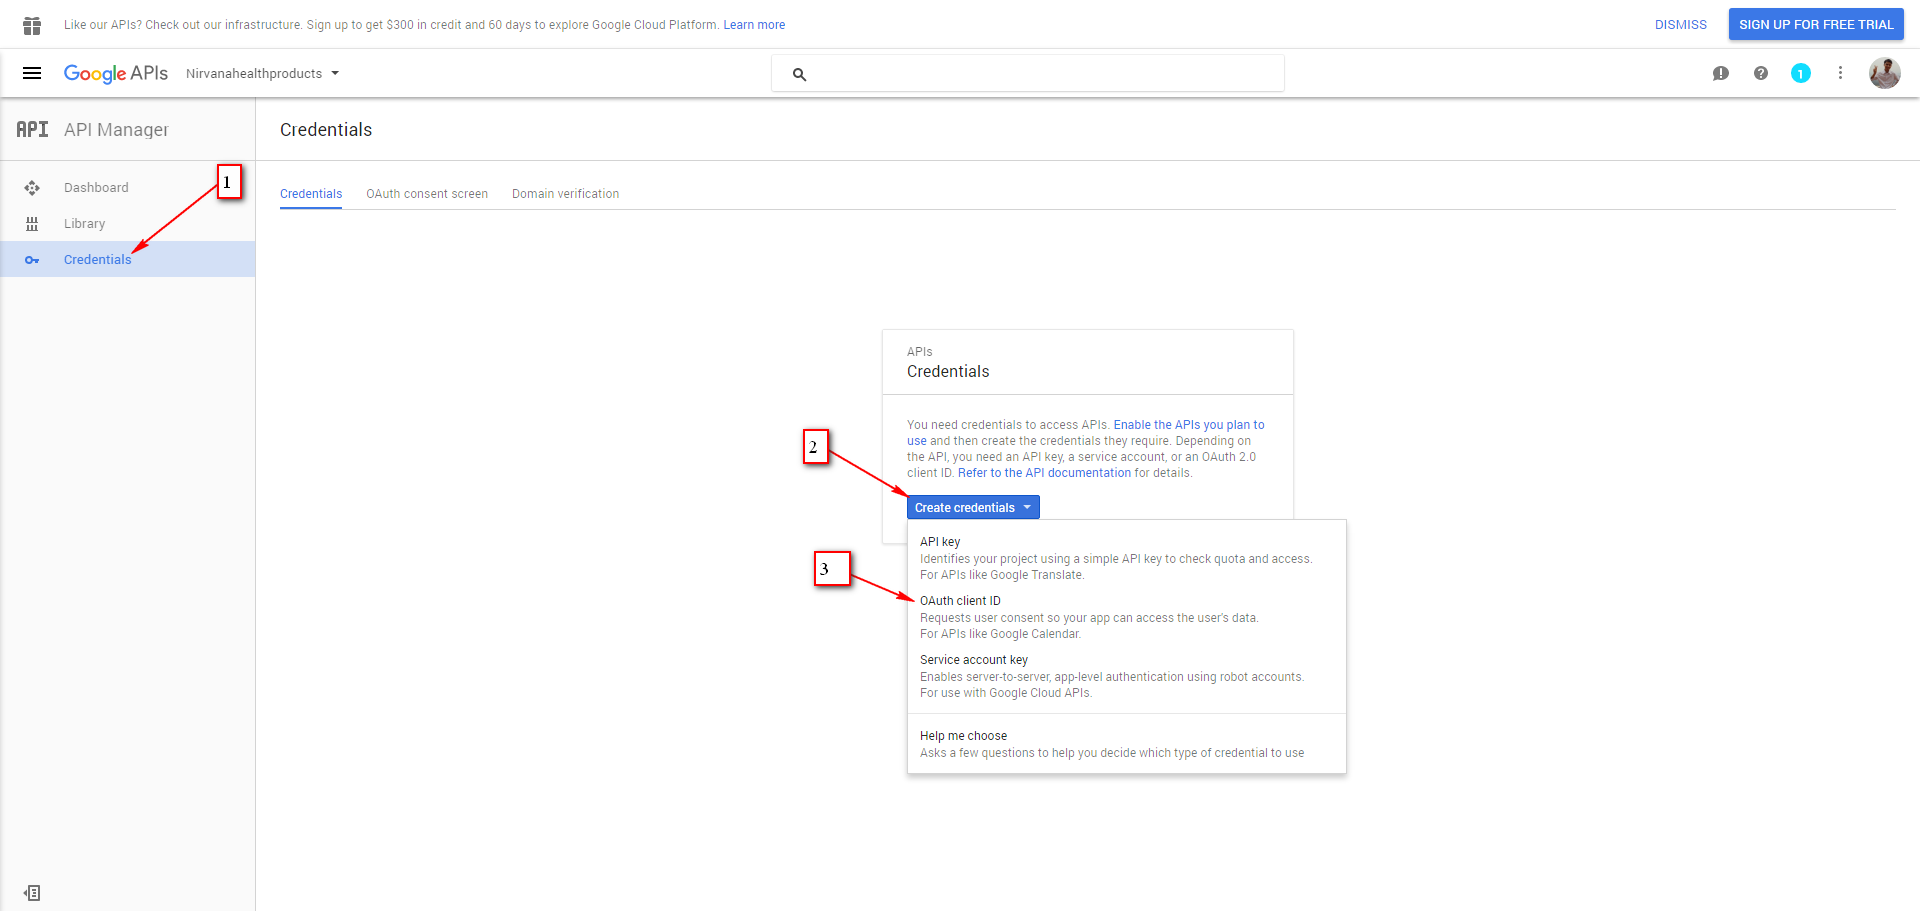 Like our APIs? Check out our infrastructure. Sign up to get $300 in credit and 60 days to explore Google Cloud Platform. Learn more
DISMISS
SIGN UP FOR FREE TRIAL
Google APIs
Nirvanahealthproducts
1
API
API Manager
Credentials
Dashboard
Library
Credentials
1
Credentials
OAuth consent screen
Domain verification
APIs
Credentials
You need credentials to access APIs. Enable the APIs you plan to
use and then create the credentials they require. Depending on
the API, you need an API key, a service account, or an OAuth 2.0
client ID. Refer to the API documentation for details.
2
Create credentials
API key
Identifies your project using a simple API key to check quota and access.
For APIs like Google Translate.
3
OAuth client ID
Requests user consent so your app can access the user's data.
For APIs like Google Calendar.
Service account key
Enables server-to-server, app-level authentication using robot accounts.
For use with Google Cloud APIs.
Help me choose
Asks a few questions to help you decide which type of credential to use